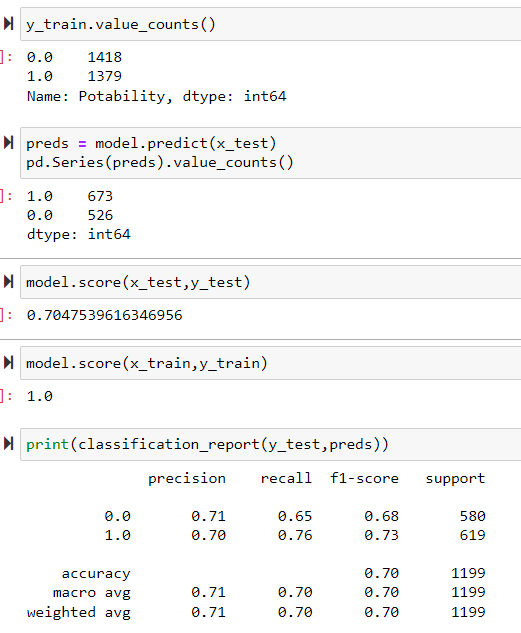 y_train.value_counts()
]: 0.0    1418
1.0    1379
Name: Potability, dtype: int64
preds = model.predict(x_test)
pd.Series(preds).value_counts()
]: 1.0    673
0.0    526
dtype: int64
model.score(x_test,y_test)
]: 0.7047539616346956
model.score(x_train,y_train)
]: 1.0
print(classification_report(y_test,preds))
precision    recall  f1-score   support
0.0       0.71      0.65      0.68       580
1.0       0.70      0.76      0.73       619
accuracy                           0.70      1199
macro avg       0.71      0.70      0.70      1199
weighted avg       0.71      0.70      0.70      1199